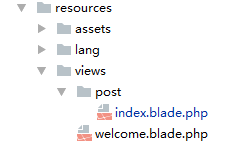 resources
assets
lang
views
post
index.blade.php
welcome.blade.php